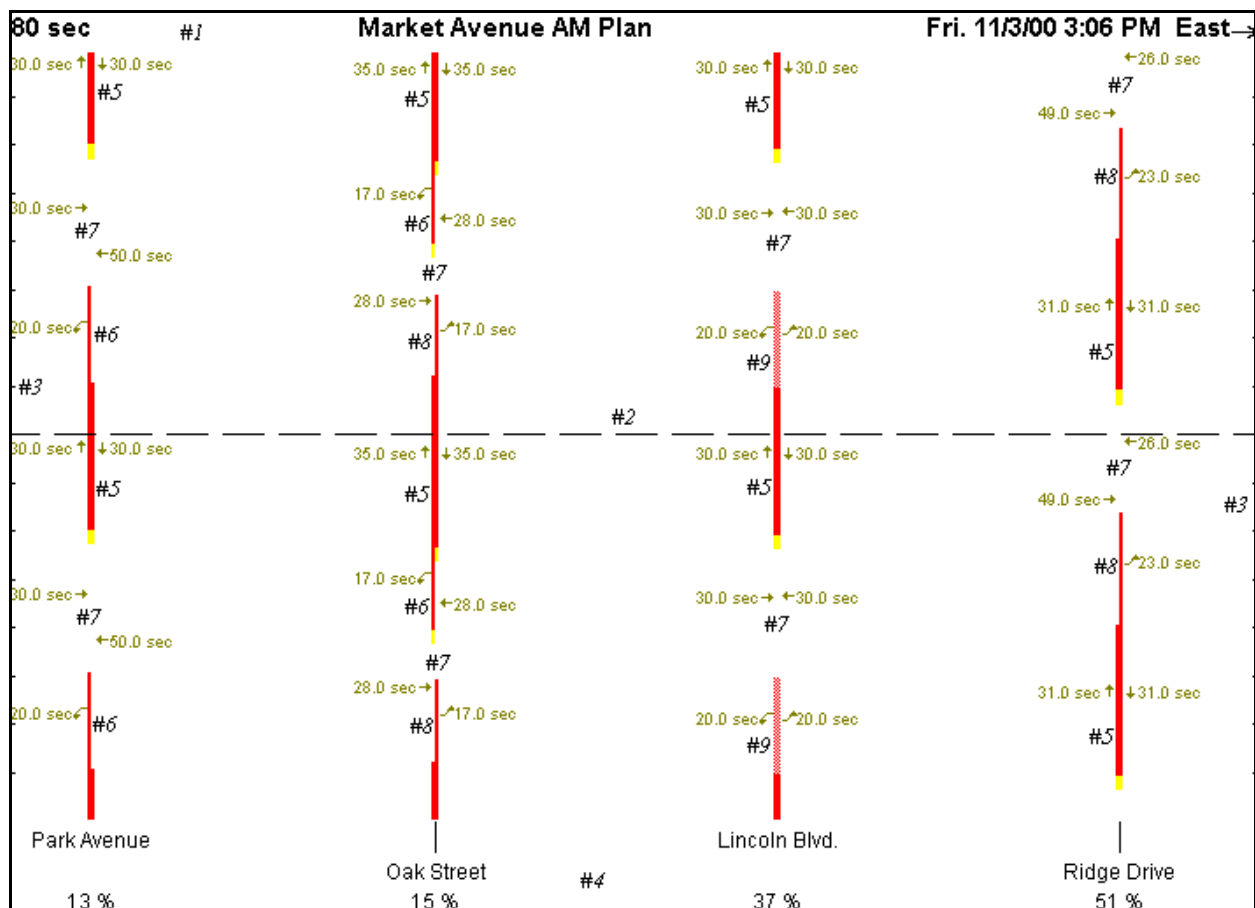 80 sec #1 Market Avenue AM Plan Fri. 11/3/00 3:06 PM East→
30.0 sec ↑ ↓30.0 sec 35.0 sec ↑ ↓35.0 sec 30.0 sec ↑ ↓30.0 sec ←26.0 sec
#5 #5 #5 #7
49.0 sec→
17.0 sec #8 23.0 sec
30.0 sec→ #6 ←28.0 sec 30.0 sec→ ←30.0 sec
#7 #7
←50.0 sec
#7
28.0 sec→ 31.0 sec ↑ ↓31.0 sec
20.0 sec #6 #8 17.0 sec 20.0 sec 20.0 sec
#9 #5
#3
#2
30.0 sec ↑ ↓30.0 sec 35.0 sec ↑ ↓35.0 sec 30.0 sec ↑ ↓30.0 sec ←26.0 sec
#7
#5 #5 #5
49.0 sec→ #3
17.0 sec #8 23.0 sec
30.0 sec→ #6 ←28.0 sec 30.0 sec→ ←30.0 sec
#7 #7
←50.0 sec
#7
28.0 sec→ 31.0 sec ↑ ↓31.0 sec
20.0 sec #6 #8 17.0 sec 20.0 sec 20.0 sec
#9 #5
Park Avenue Lincoln Blvd.
Oak Street Ridge Drive
#4
13 % 15 % 37 % 51 %